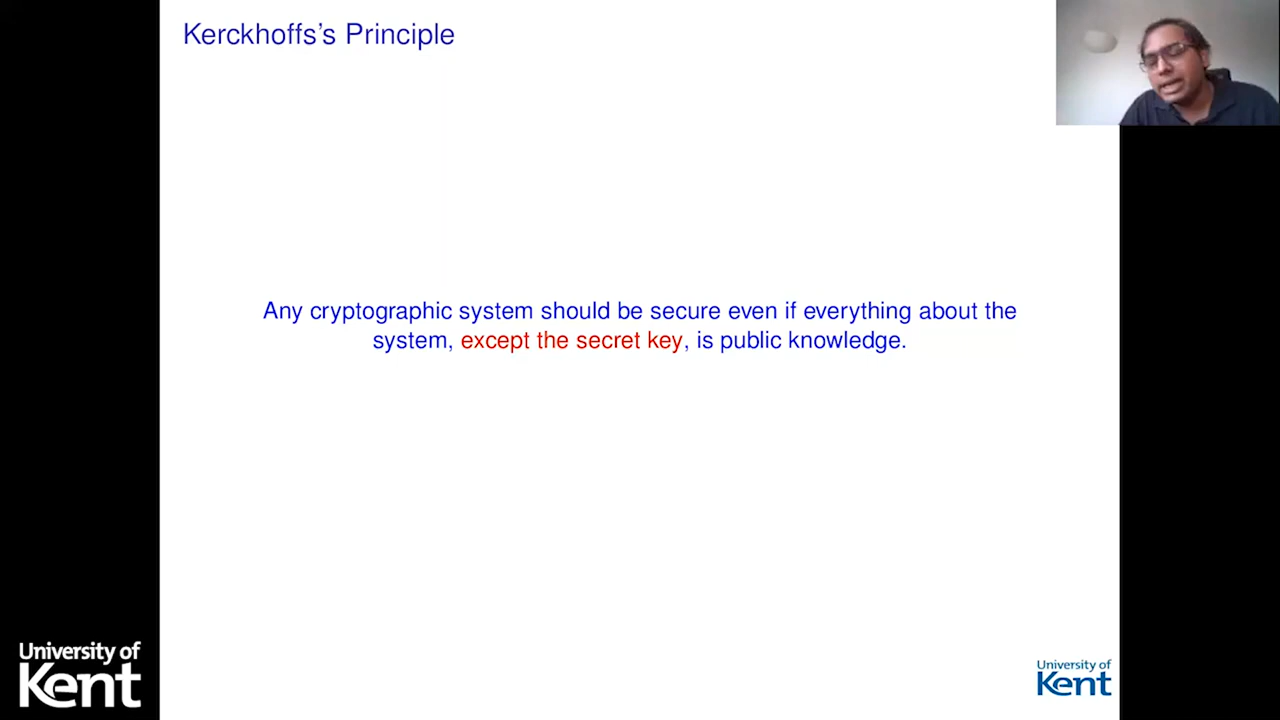 Kerckhoffs's Principle
Any cryptographic system should be secure even if everything about the
system, except the secret key, is public knowledge.
University of
Kent
University of
Kent